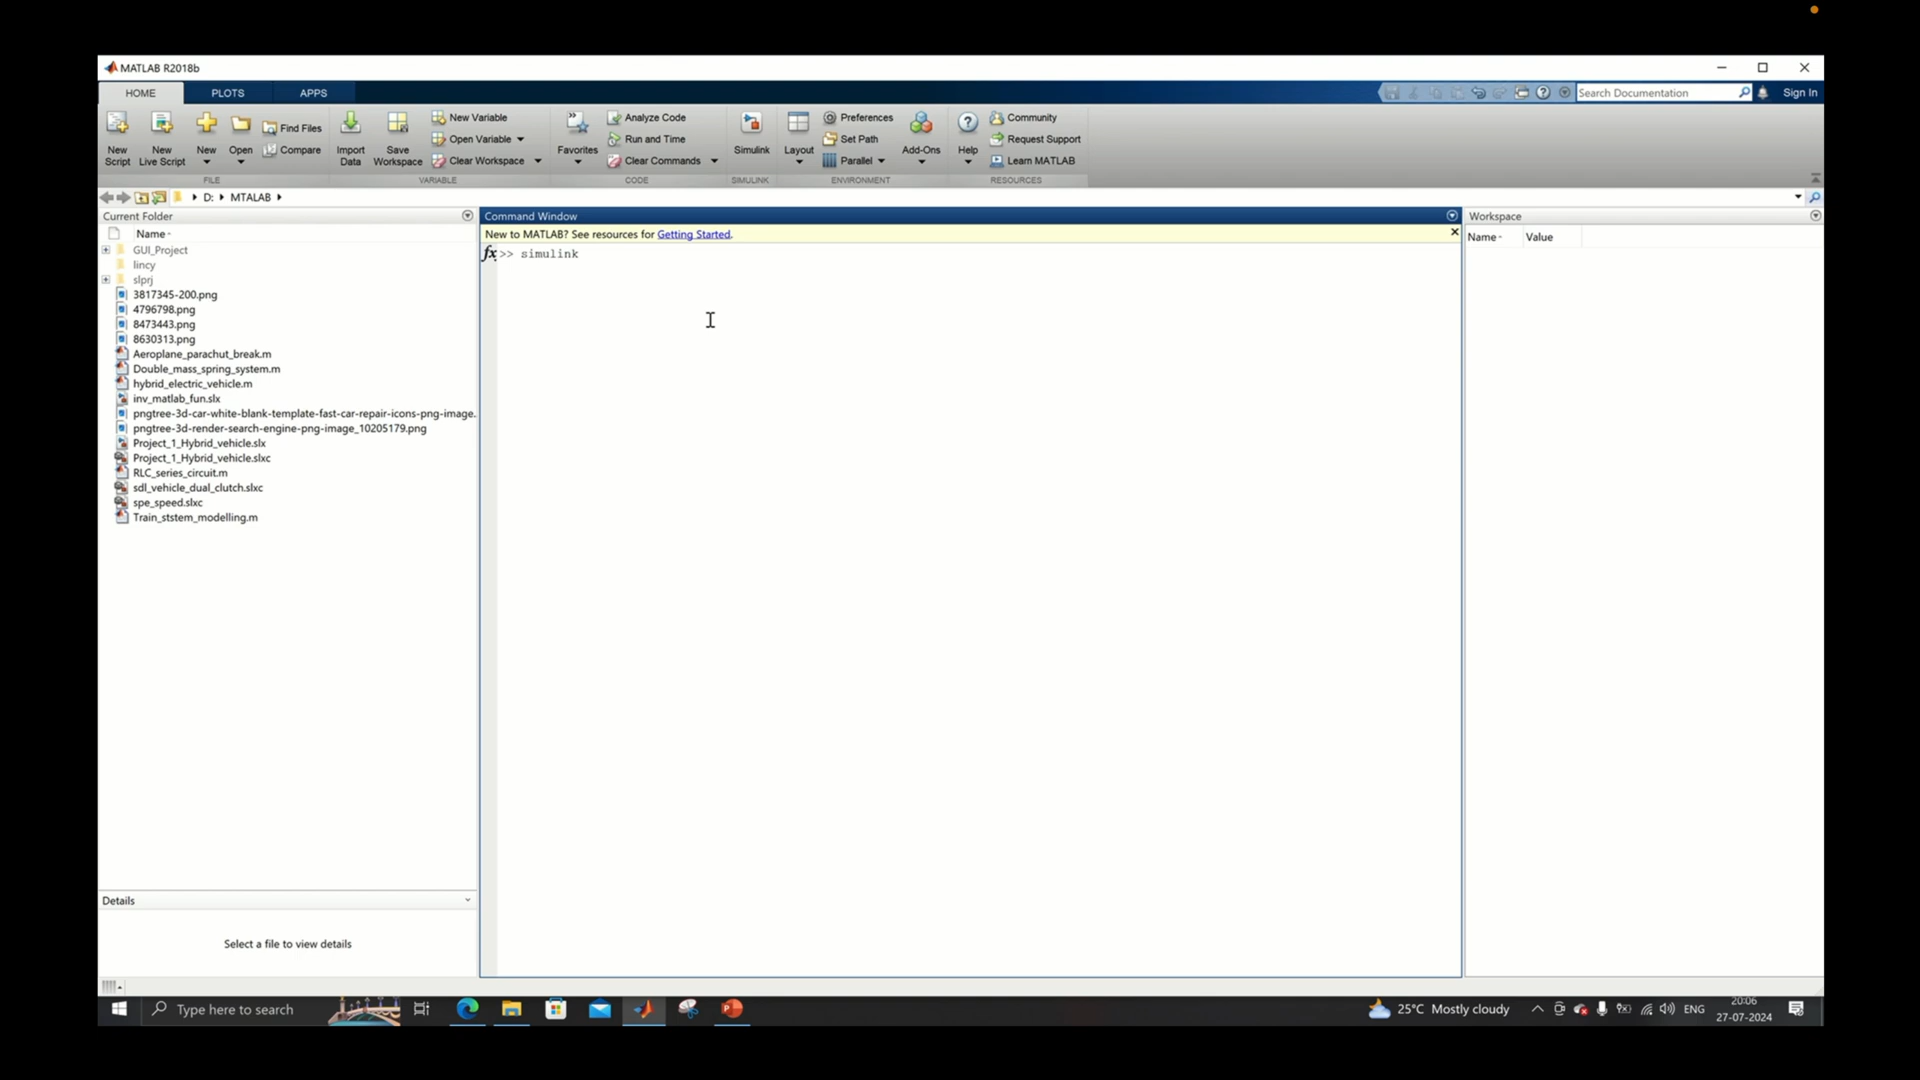 MATLAB R2018b
HOME PLOTS APPS
Search Documentation
Sign In
New Script
New Live Script
New
Open
Find Files
Compare
Import Data
Save Workspace
New Variable
Open Variable
Clear Workspace
Favorites
Analyze Code
Run and Time
Clear Commands
Simulink
Layout
Preferences
Set Path
Parallel
Add-Ons
Help
Community
Request Support
Learn MATLAB
FILE VARIABLE CODE SIMULINK ENVIRONMENT RESOURCES
D: MTALAB
Current Folder
Name
GUI_Project
lincy
slprj
3817345-200.png
4796798.png
8473443.png
8630313.png
Aeroplane_parachut_break.m
Double_mass_spring_system.m
hybrid_electric_vehicle.m
inv_matlab_fun.slx
pngtree-3d-car-white-blank-template-fast-car-repair-icons-png-image.
pngtree-3d-render-search-engine-png-image_10205179.png
Project_1_Hybrid_vehicle.slx
Project_1_Hybrid_vehicle.slxc
RLC_series_circuit.m
sdl_vehicle_dual_clutch.slxc
spe_speed.slxc
Train_ststem_modelling.m
Details
Select a file to view details
Command Window
New to MATLAB? See resources for Getting Started.
fx >> simulink
Workspace
Name Value
Type here to search
25°C Mostly cloudy
ENG
20:06
27-07-2024